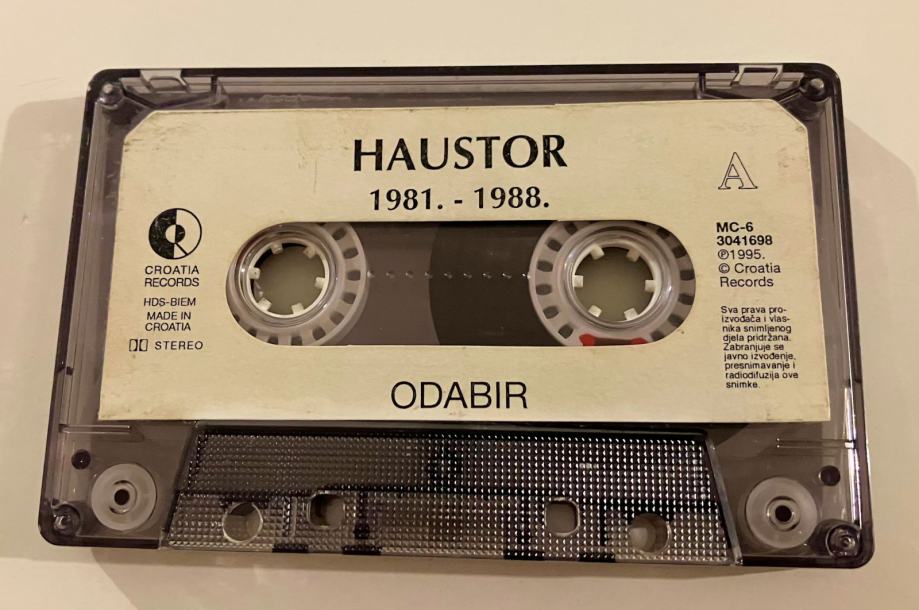 HAUSTOR
1981. - 1988.
A
CROATIA
RECORDS
HDS-BIEM
MADE IN
CROATIA
STEREO
MC-6
3041698
℗1995.
© Croatia
Records
Sva prava pro-
izvođača i vlas-
nika snimljenog
djela pridržana.
Zabranjuje se
javno izvođenje,
presnimavanje i
radiodifuzija ove
snimke.
ODABIR